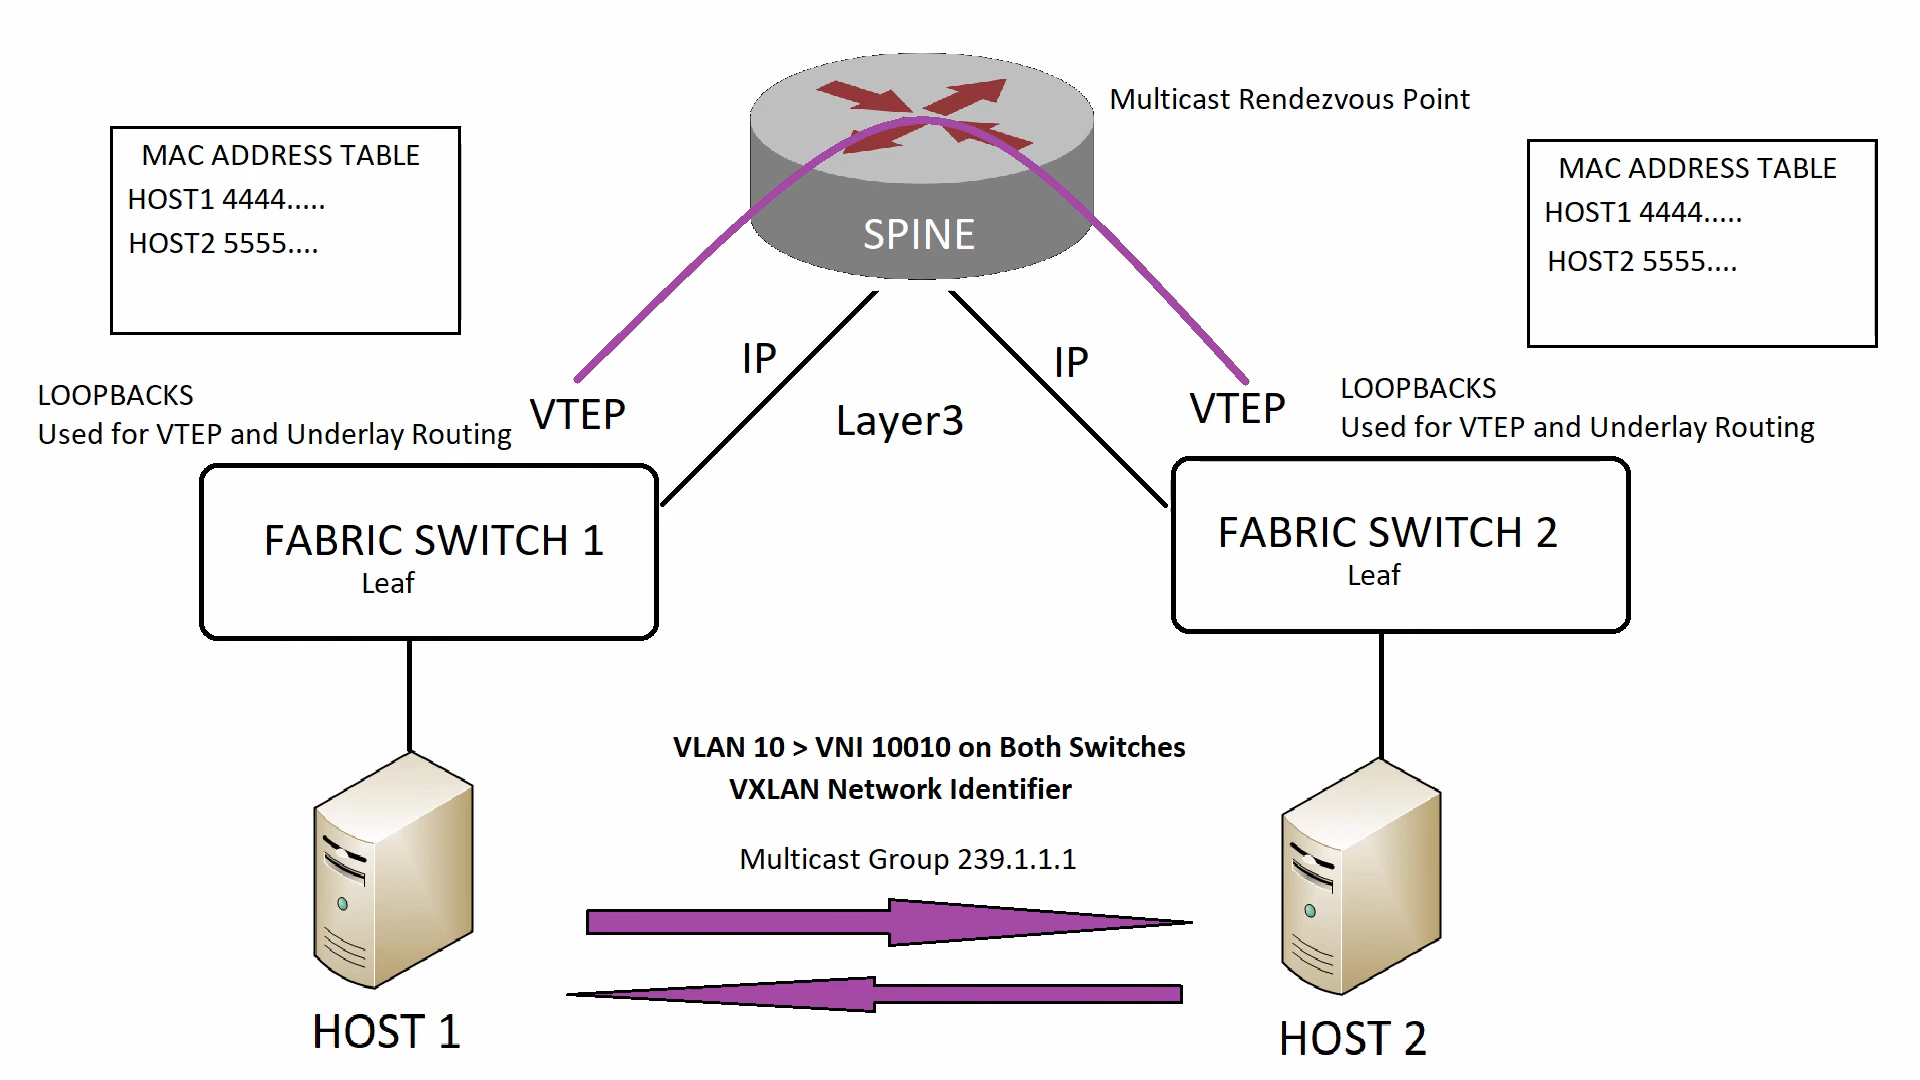 Multicast Rendezvous Point
MAC ADDRESS TABLE
HOST1 4444.....
HOST2 5555....
MAC ADDRESS TABLE
HOST1 4444.....
HOST2 5555....
SPINE
IP
IP
Layer3
LOOPBACKS
Used for VTEP and Underlay Routing
VTEP
VTEP
LOOPBACKS
Used for VTEP and Underlay Routing
FABRIC SWITCH 1
Leaf
FABRIC SWITCH 2
Leaf
VLAN 10 > VNI 10010 on Both Switches
VXLAN Network Identifier
Multicast Group 239.1.1.1
HOST 1
HOST 2